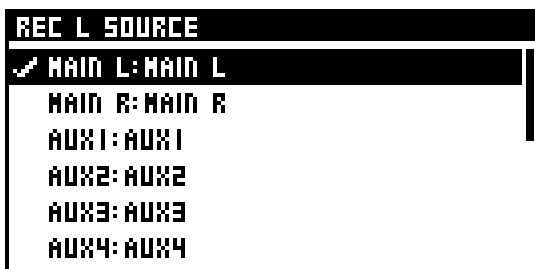 REC L SOURCE
✓ MAIN L:MAIN L
MAIN R:MAIN R
AUX1:AUX1
AUX2:AUX2
AUX3:AUX3
AUX4:AUX4